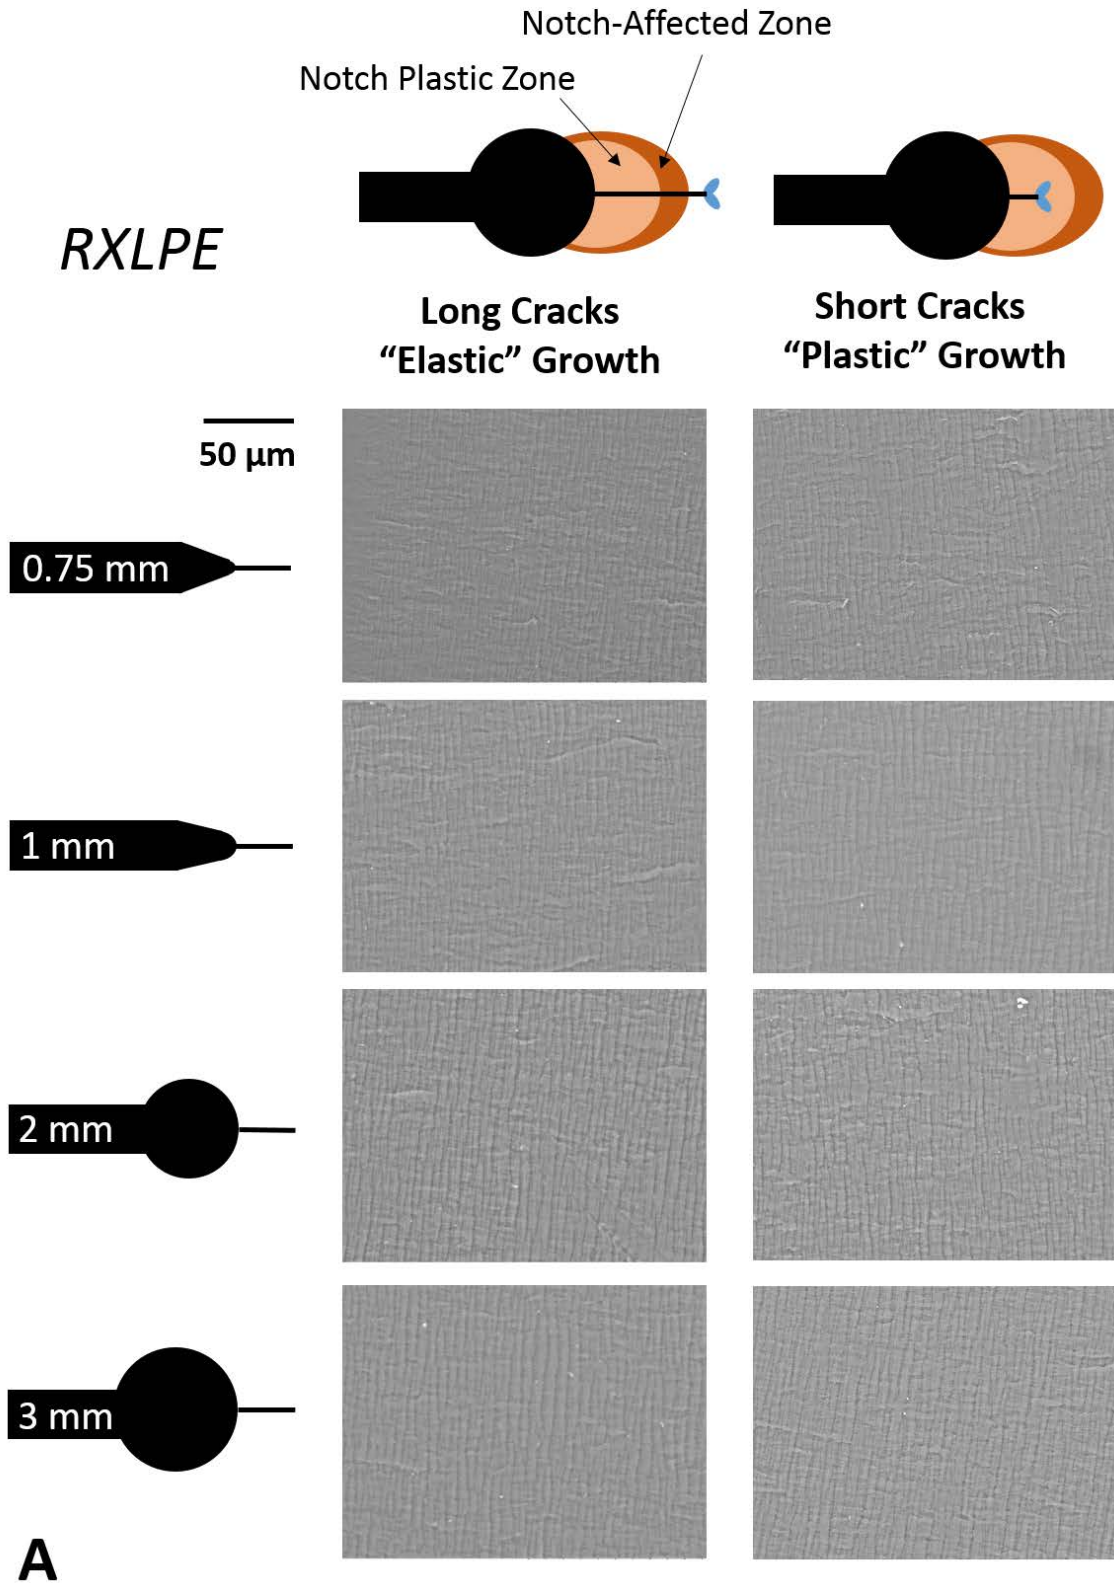 Notch-Affected Zone
Notch Plastic Zone
RXLPE
Long Cracks
“Elastic” Growth
Short Cracks
“Plastic” Growth
50 µm
0.75 mm
1 mm
2 mm
3 mm
A